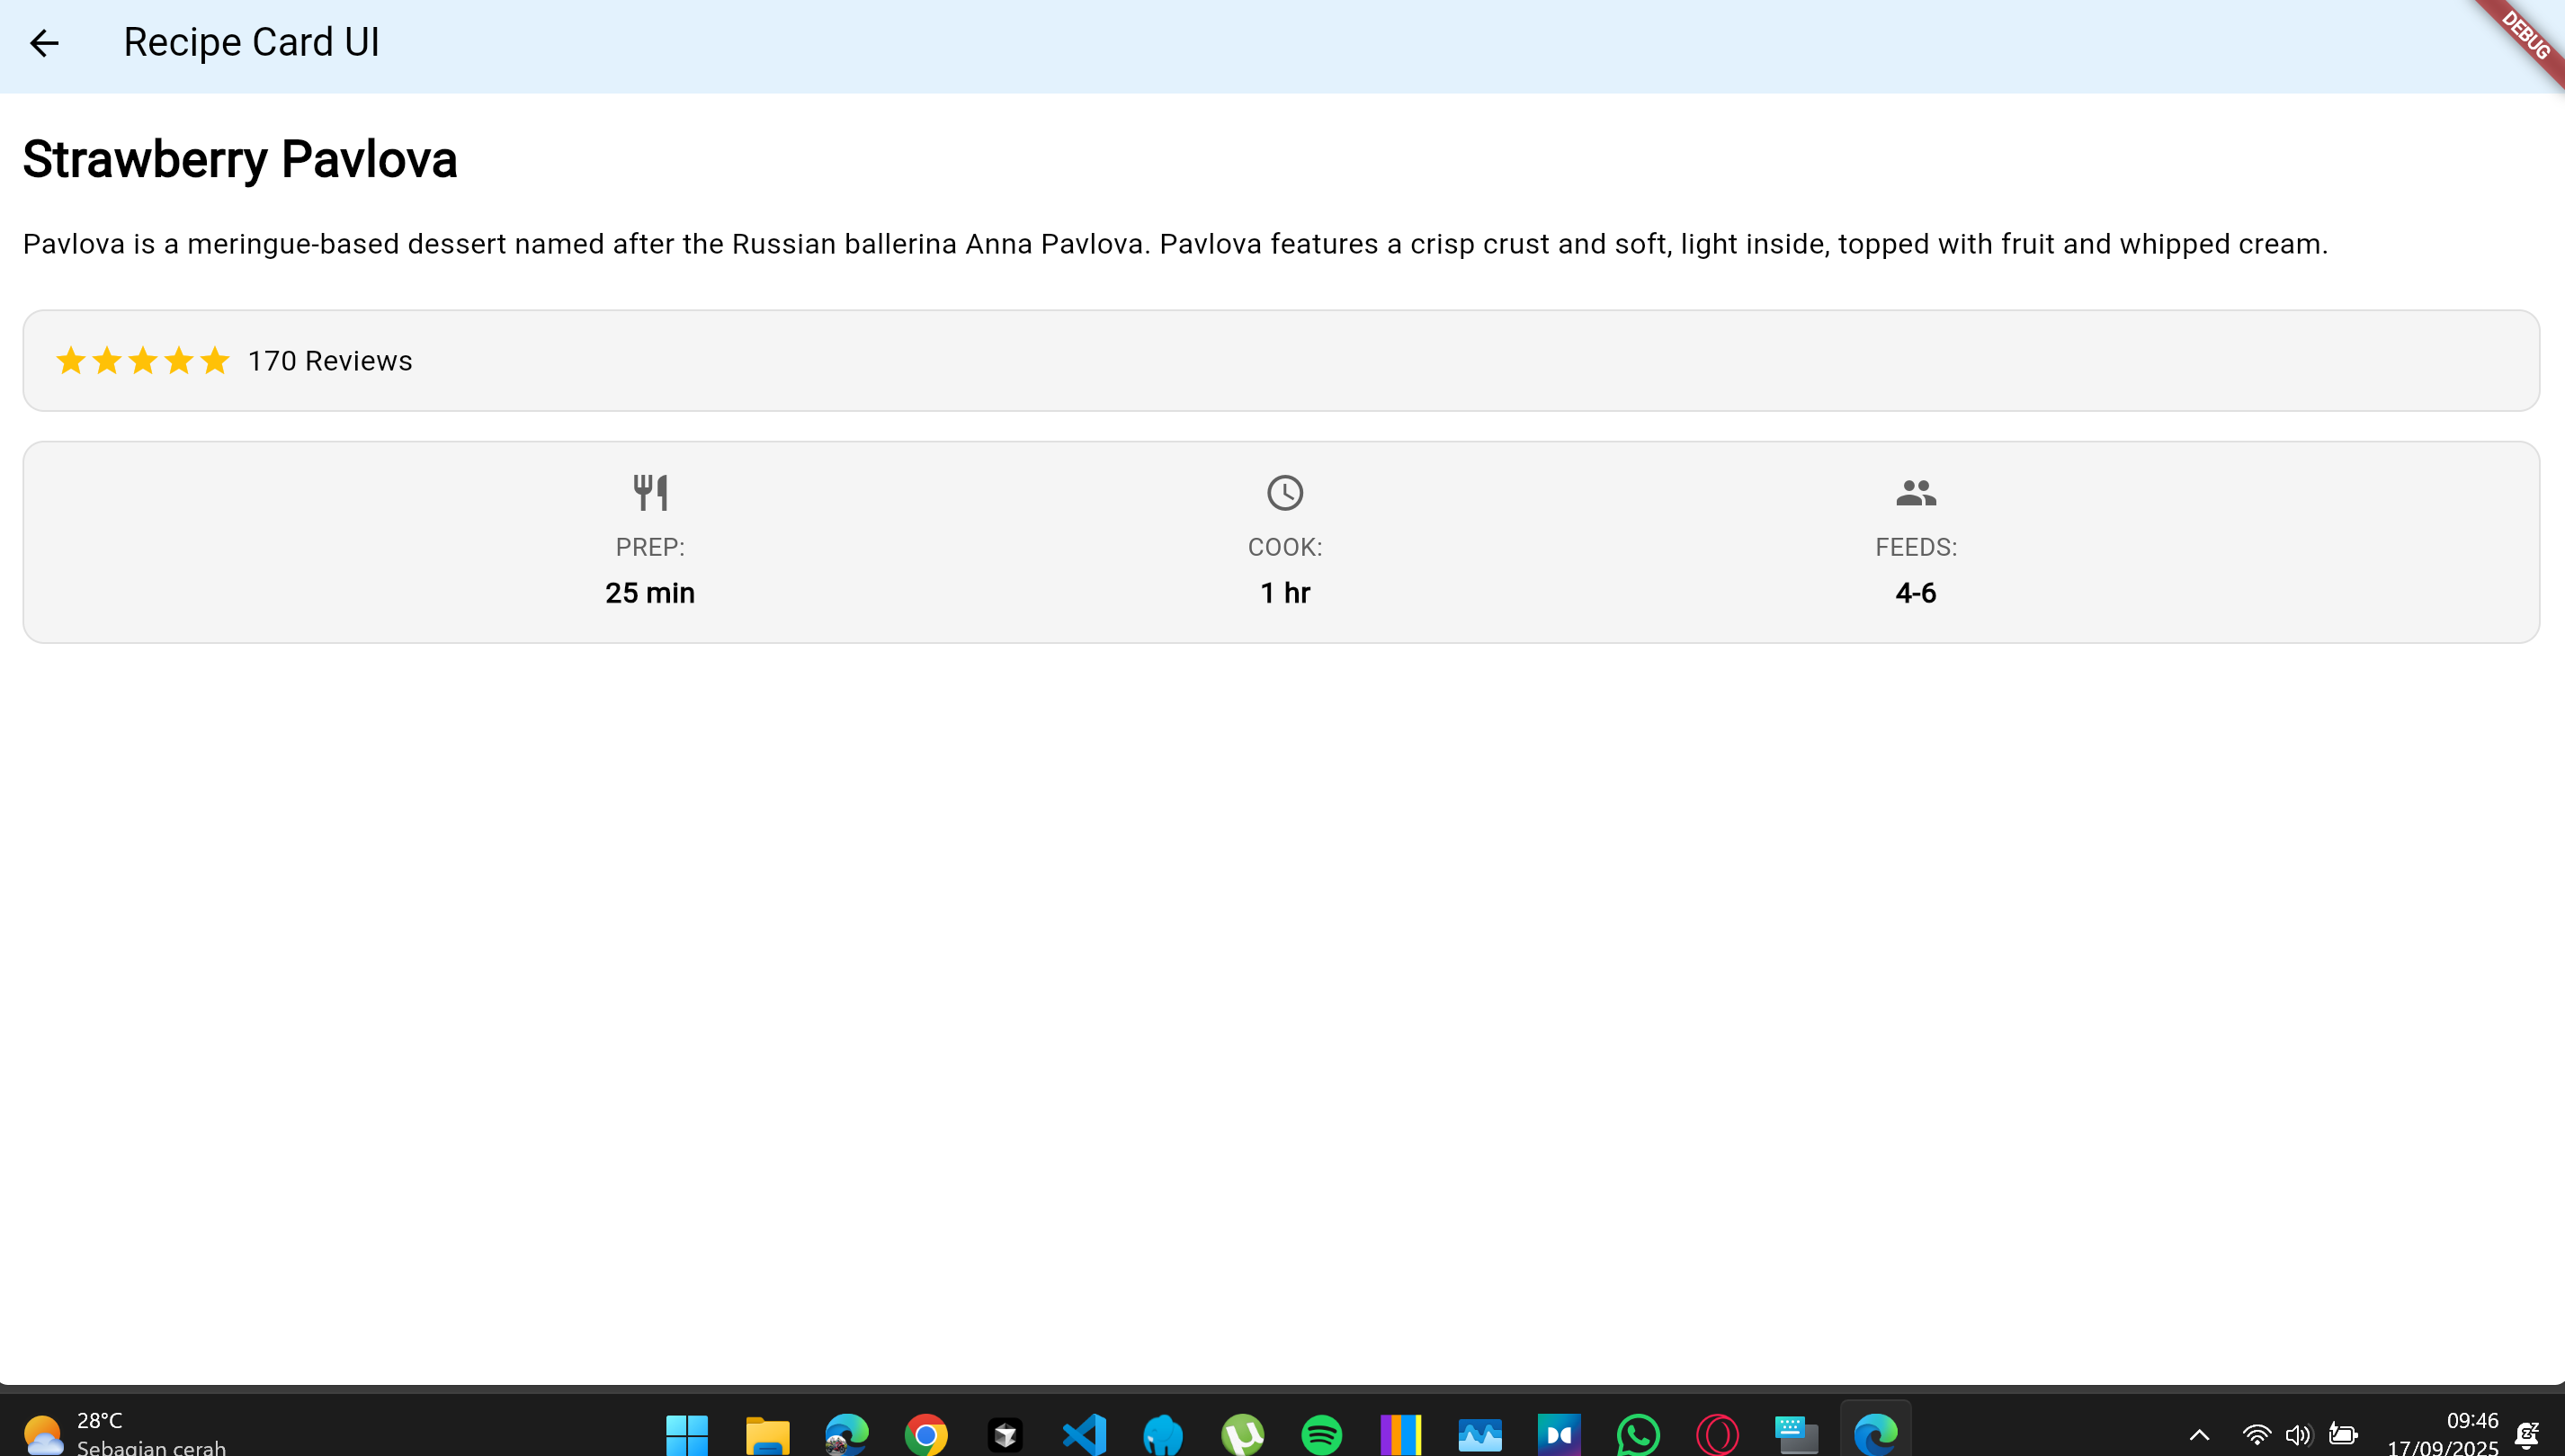 Recipe Card UI
DEBUG
Strawberry Pavlova
Pavlova is a meringue-based dessert named after the Russian ballerina Anna Pavlova. Pavlova features a crisp crust and soft, light inside, topped with fruit and whipped cream.
170 Reviews
PREP: COOK: FEEDS:
25 min 1 hr 4-6
28°C
Sebagian cerah
09:46
17/09/2025